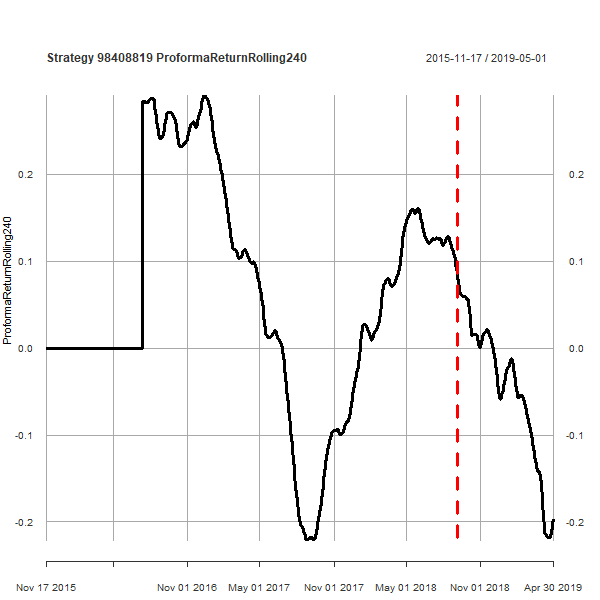 Strategy 98408819 ProformaReturnRolling240
2015-11-17 / 2019-05-01
ProformaReturnRolling240
0.2 0.2
0.1 0.1
0.0 0.0
-0.1 -0.1
-0.2 -0.2
Nov 17 2015 Nov 01 2016 May 01 2017 Nov 01 2017 May 01 2018 Nov 01 2018 Apr 30 2019